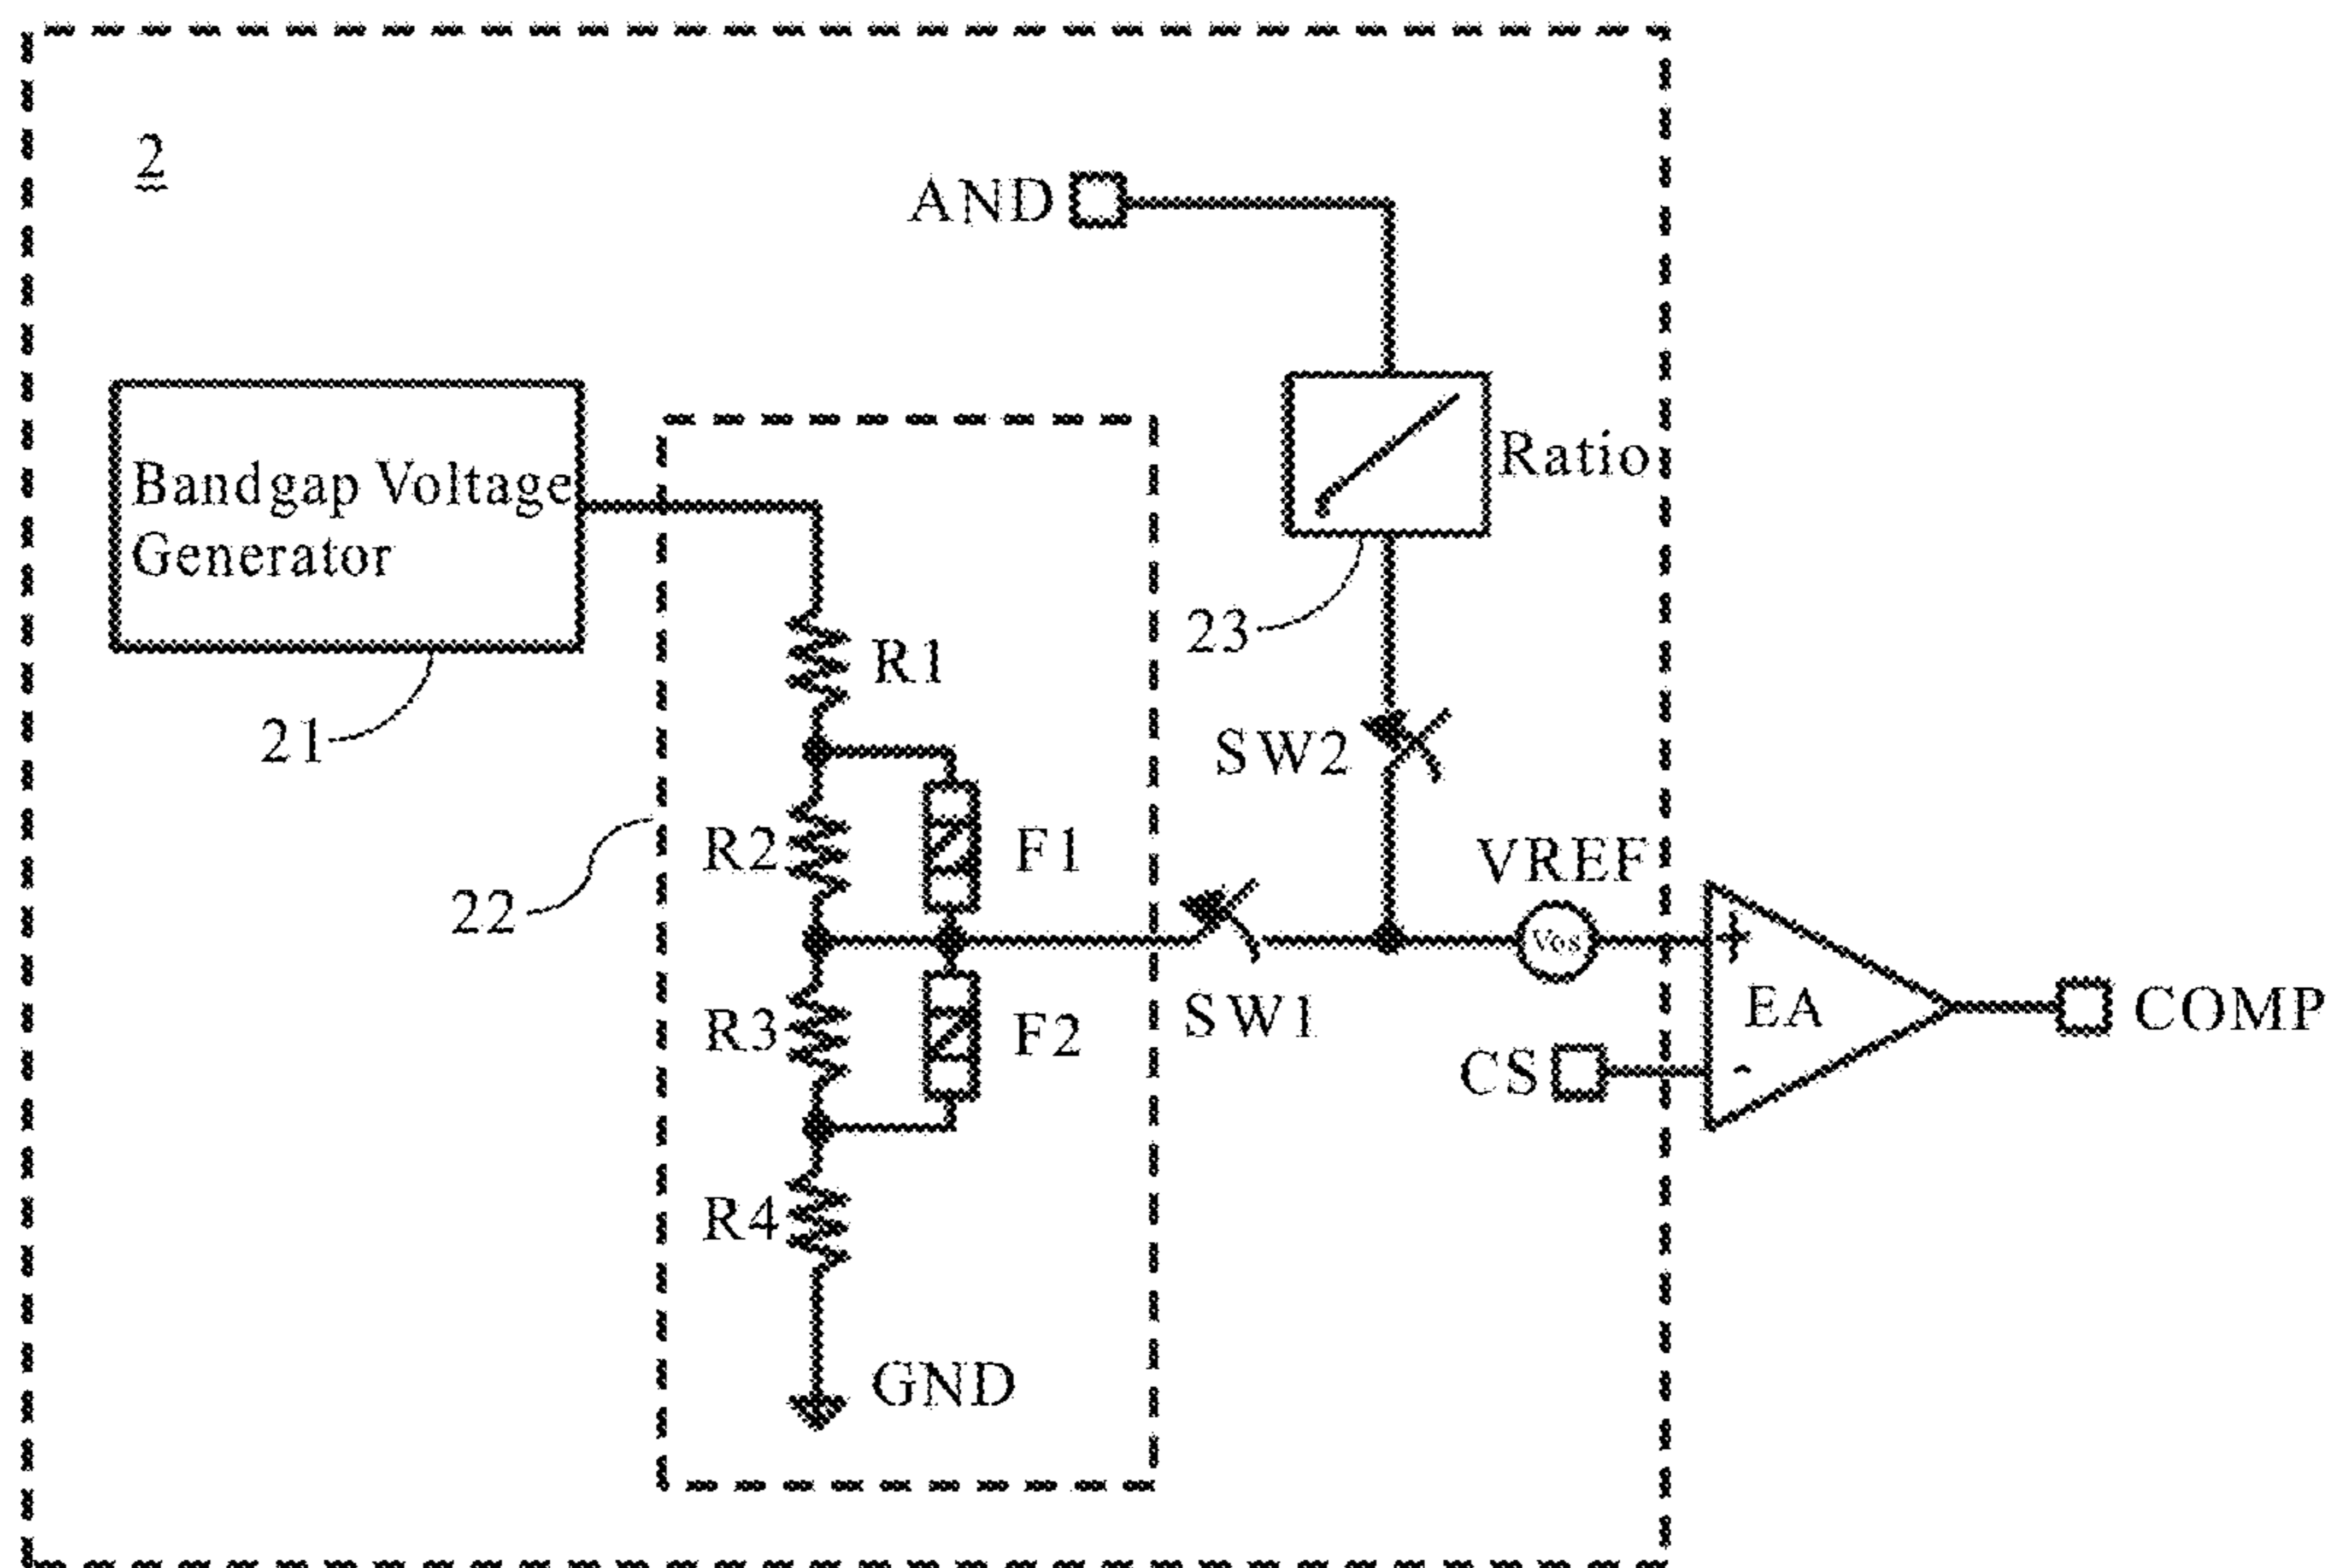 2
AND
Bandgap Voltage
Generator
Ratio
23
R1
21
SW2
R2
F1
VREF
22
Vos
+
EA
R3
F2
SW1
COMP
CS
-
R4
GND